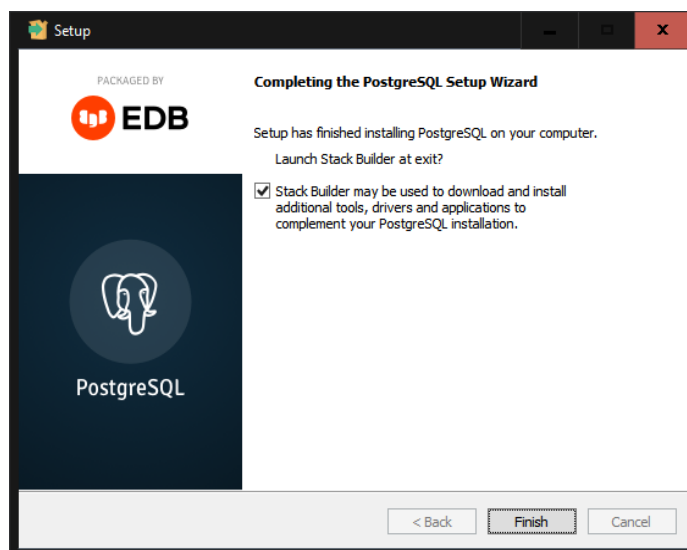 Setup
PACKAGED BY
EDB
PostgreSQL
Completing the PostgreSQL Setup Wizard
Setup has finished installing PostgreSQL on your computer.
Launch Stack Builder at exit?
Stack Builder may be used to download and install
additional tools, drivers and applications to
complement your PostgreSQL installation.
< Back
Finish
Cancel